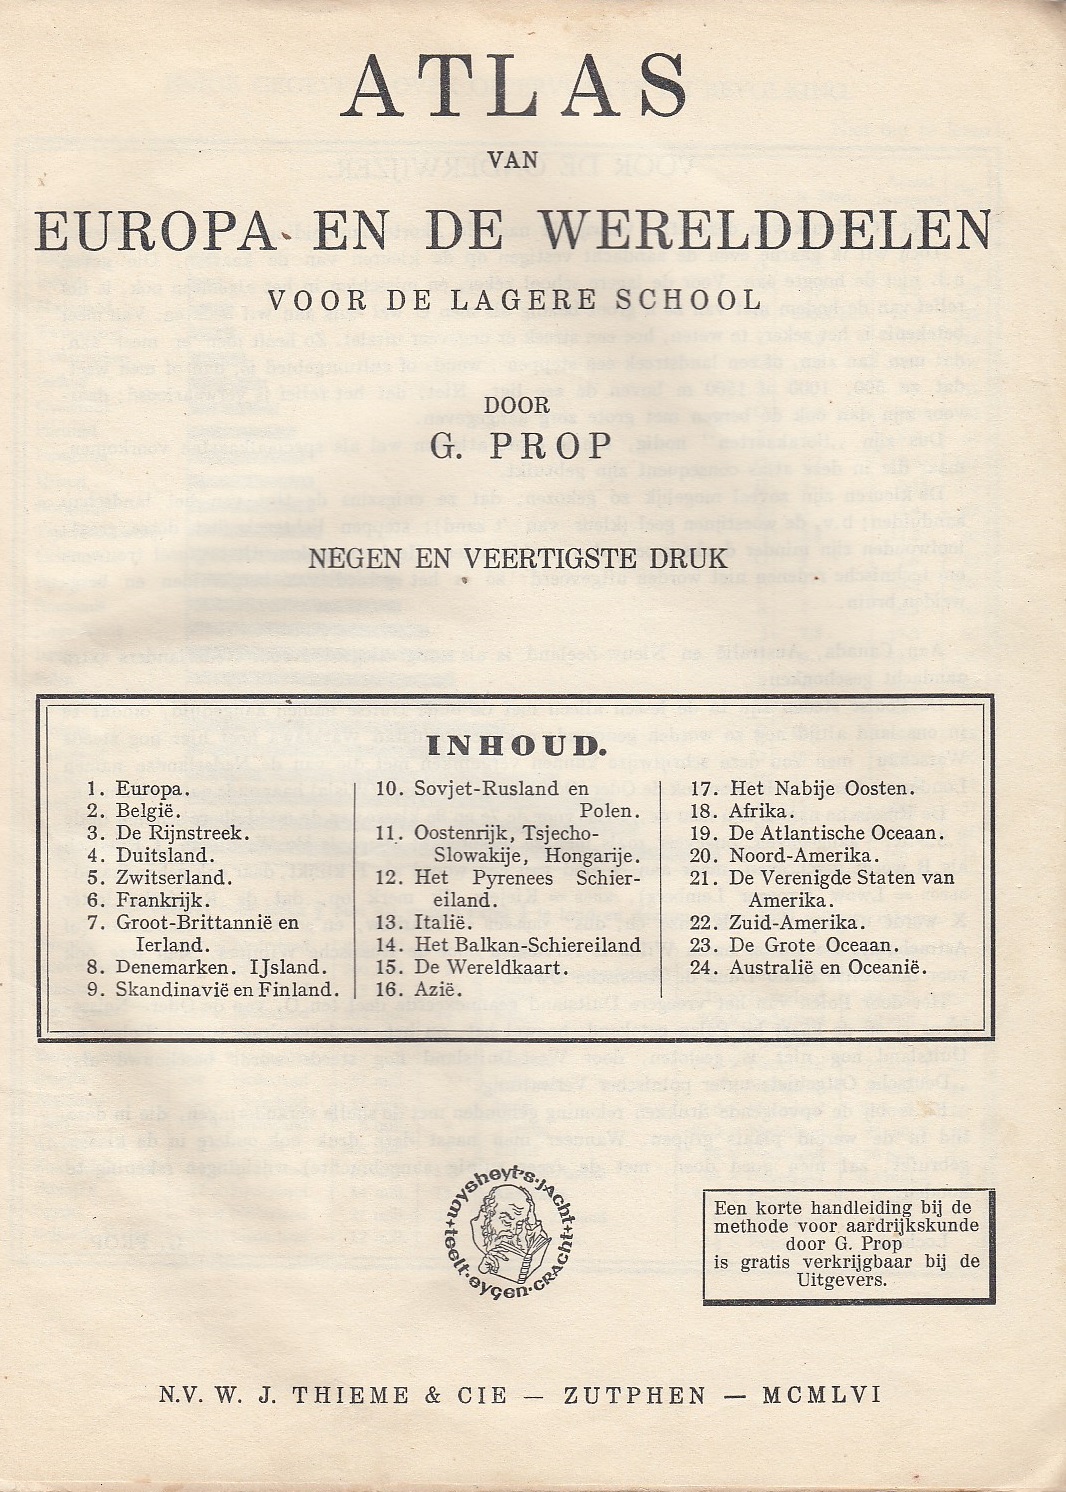 ATLAS
VAN
EUROPA EN DE WERELDDELEN
VOOR DE LAGERE SCHOOL
DOOR
G. PROP
NEGEN EN VEERTIGSTE DRUK
INHOUD.
1. Europa.
2. België.
3. De Rijnstreek.
4. Duitsland.
5. Zwitserland.
6. Frankrijk.
7. Groot-Brittannië en
Ierland.
8. Denemarken. IJsland.
9. Skandinavië en Finland.
10. Sovjet-Rusland en
Polen.
11. Oostenrijk, Tsjecho-
Slowakije, Hongarije.
12. Het Pyrenees Schier-
eiland.
13. Italië.
14. Het Balkan-Schiereiland
15. De Wereldkaart.
16. Azië.
17. Het Nabije Oosten.
18. Afrika.
19. De Atlantische Oceaan.
20. Noord-Amerika.
21. De Verenigde Staten van
Amerika.
22. Zuid-Amerika.
23. De Grote Oceaan.
24. Australië en Oceanië.
wysheyt's·JACHT
teelt·eygen·CRACHT
Een korte handleiding bij de
methode voor aardrijkskunde
door G. Prop
is gratis verkrijgbaar bij de
Uitgevers.
N.V. W. J. THIEME & CIE — ZUTPHEN — MCMLVI